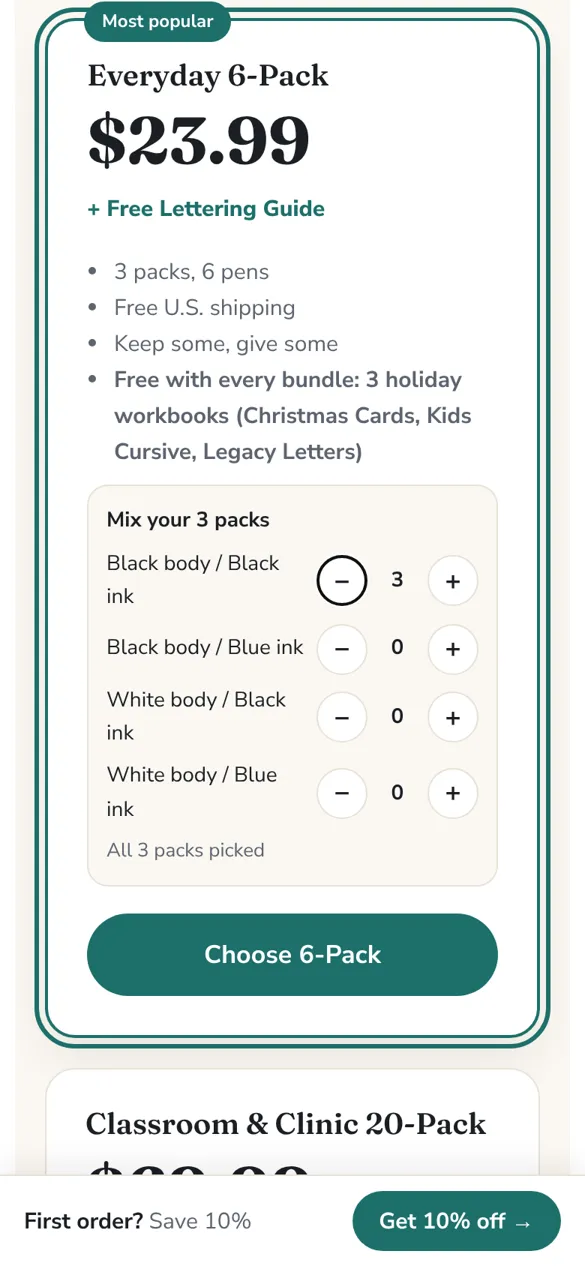 Most popular
Everyday 6-Pack
$23.99
+ Free Lettering Guide
• 3 packs, 6 pens
• Free U.S. shipping
• Keep some, give some
• Free with every bundle: 3 holiday
workbooks (Christmas Cards, Kids
Cursive, Legacy Letters)
Mix your 3 packs
Black body / Black
ink
− 3 +
Black body / Blue ink − 0 +
White body / Black
ink
− 0 +
White body / Blue
ink
− 0 +
All 3 packs picked
Choose 6-Pack
Classroom & Clinic 20-Pack
First order? Save 10%
Get 10% off →